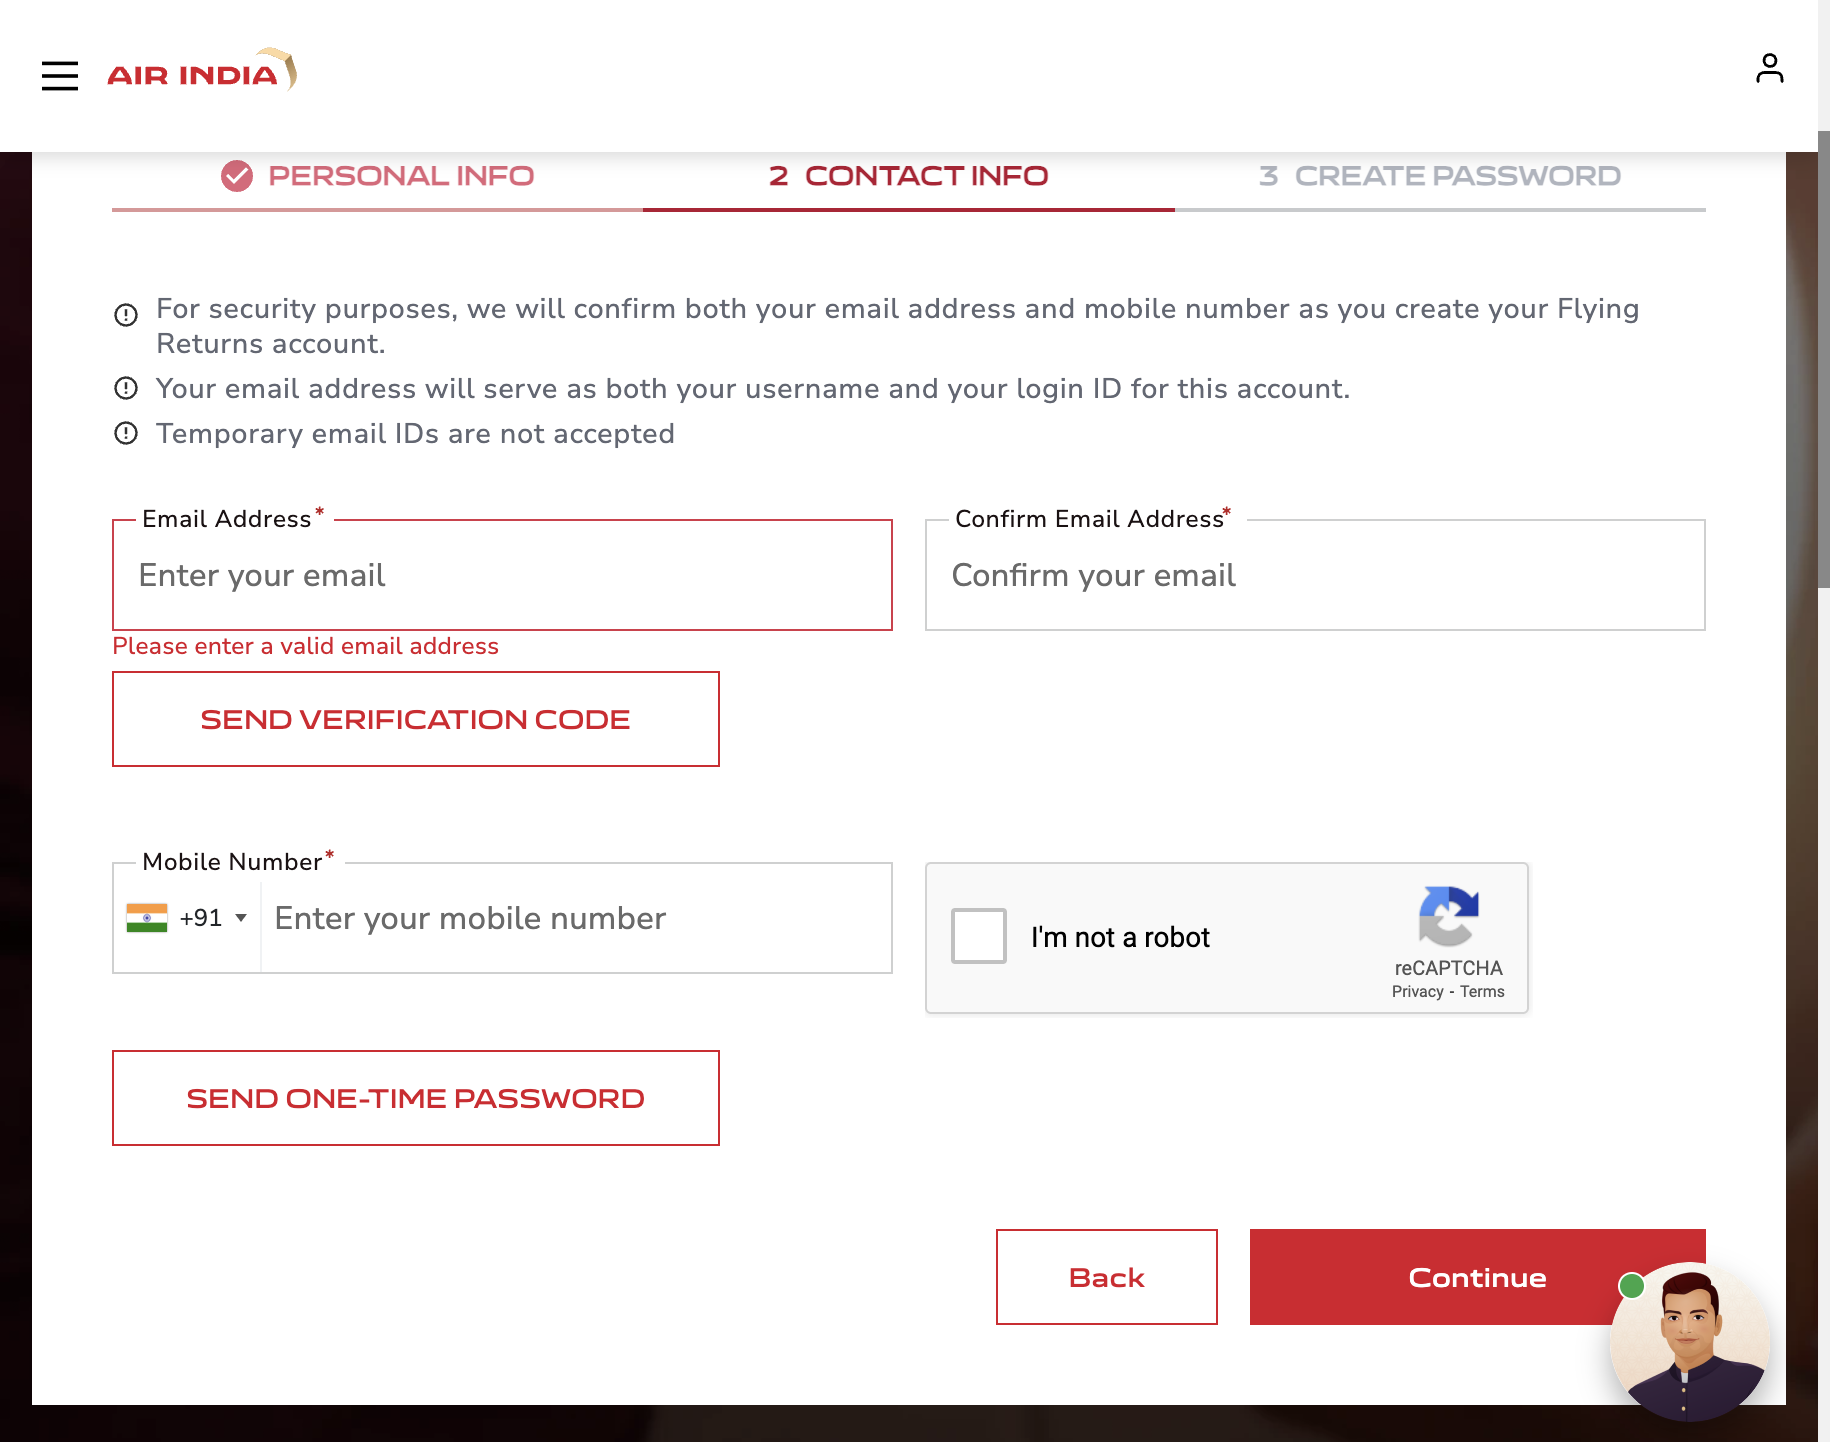 AIR INDIA
PERSONAL INFO
2 CONTACT INFO
3 CREATE PASSWORD
For security purposes, we will confirm both your email address and mobile number as you create your Flying
Returns account.
Your email address will serve as both your username and your login ID for this account.
Temporary email IDs are not accepted
Email Address*
Enter your email
Please enter a valid email address
Confirm Email Address*
Confirm your email
SEND VERIFICATION CODE
Mobile Number*
+91
Enter your mobile number
I'm not a robot
reCAPTCHA
Privacy - Terms
SEND ONE-TIME PASSWORD
Back
Continue